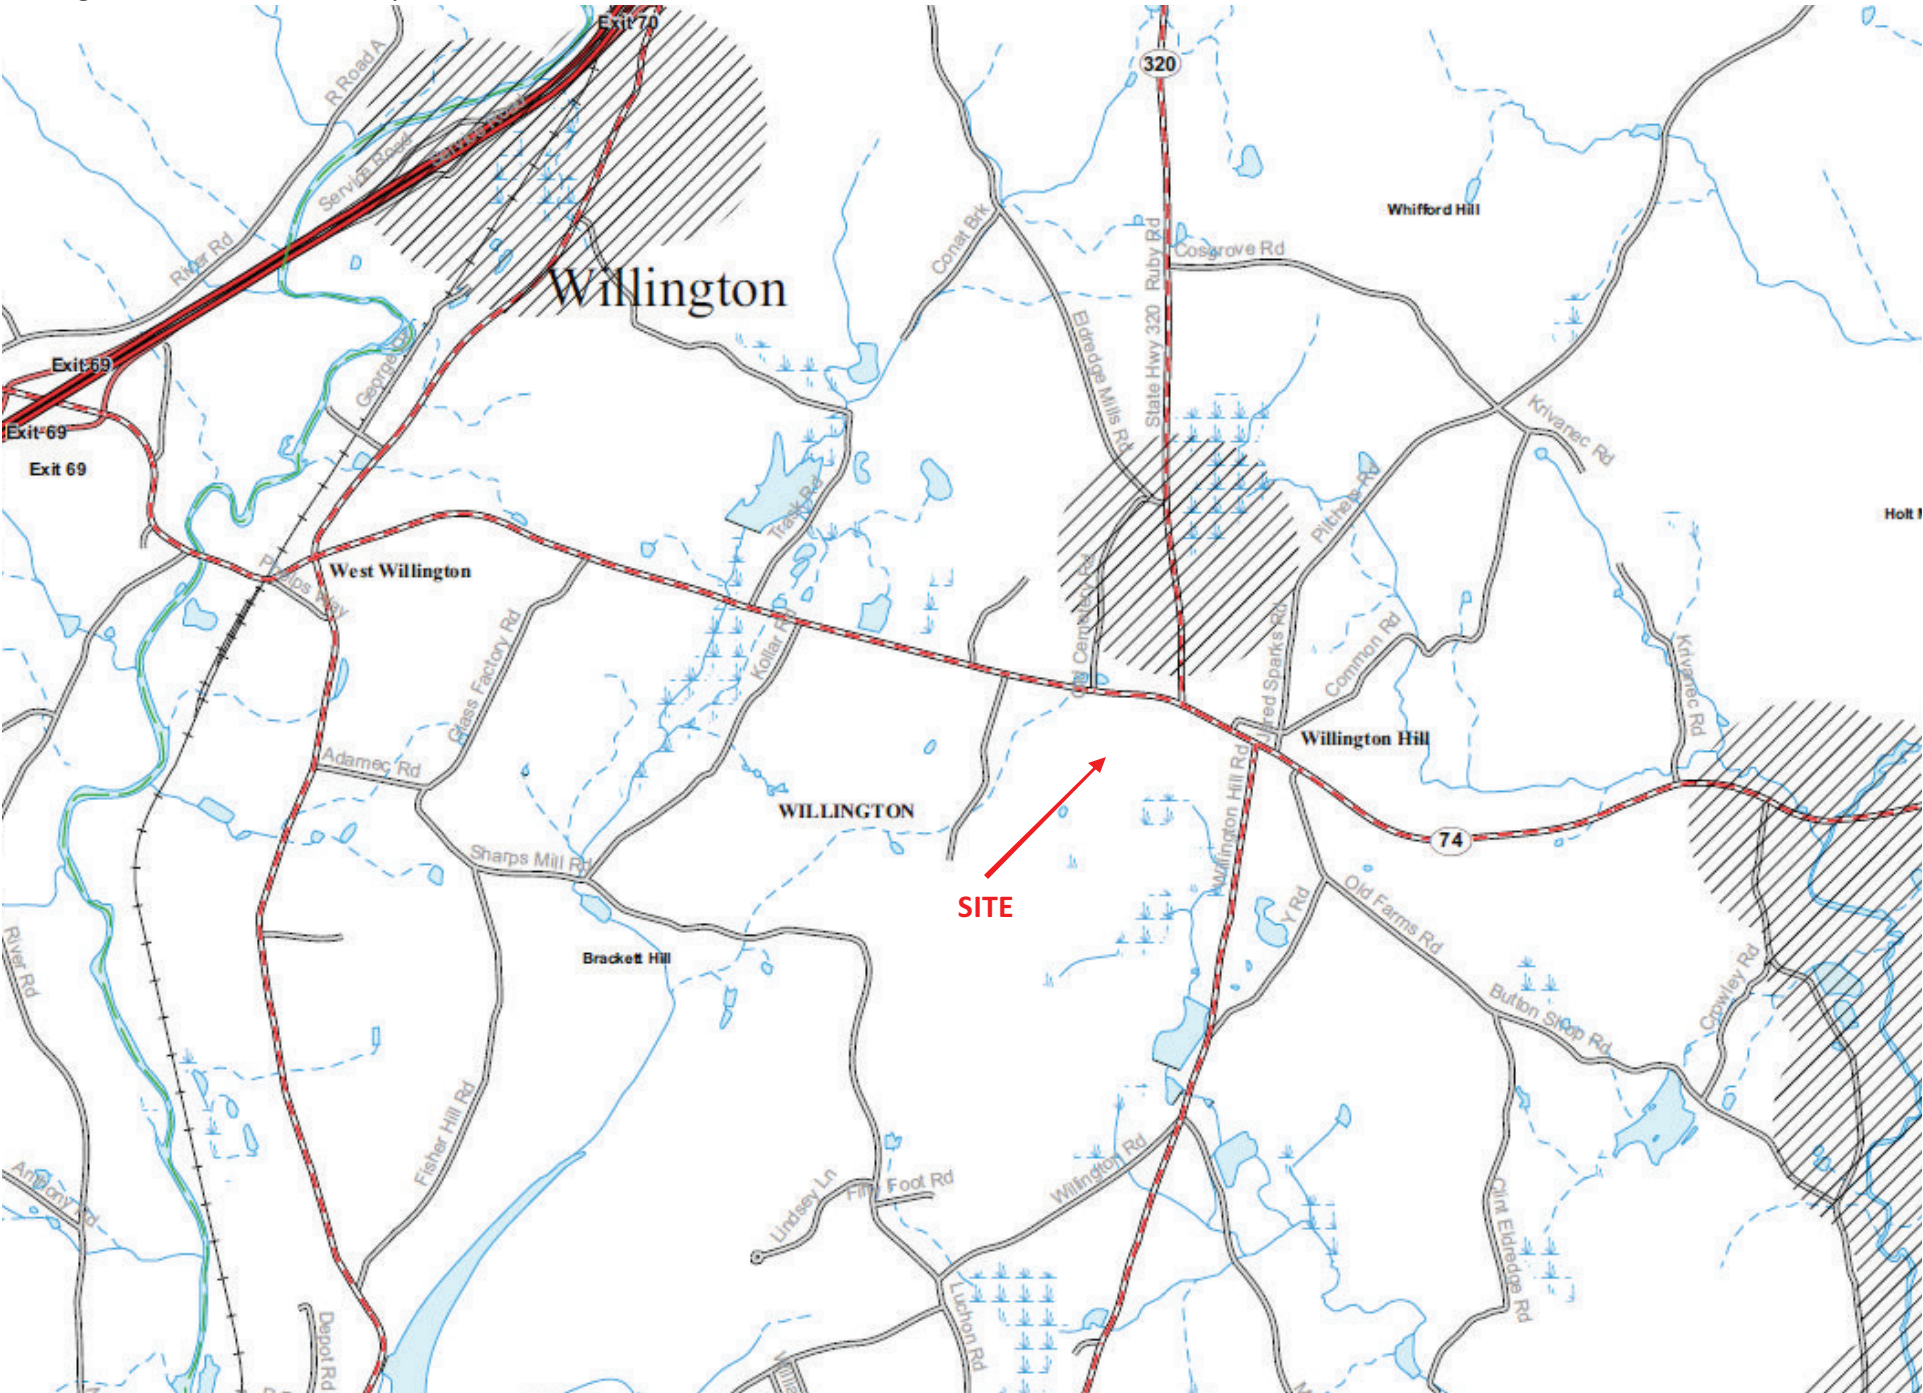 Exit 70
R Road A
320
Service Road
Service Road
Whifford Hill
River Rd
Conat Brk
State Hwy 320 Ruby Rd
Cosgrove Rd
Willington
Eldredge Mills Rd
Exit 69
Exit 69
Exit 69
Krivanec Rd
Pilchers Rd
Trask Rd
West Willington
Phelps Way
Glass Factory Rd
Kollar Rd
Old Cemetery Rd
Jared Sparks Rd
Common Rd
Krivanec Rd
Willington Hill
Adamec Rd
WILLINGTON
Willington Hill Rd
74
Sharps Mill Rd
SITE
Y Rd
Old Farms Rd
Brackett Hill
River Rd
Button Shop Rd
Crowley Rd
Fisher Hill Rd
Anthony Rd
Lindsey Ln
Foot Rd
Willington Rd
Clint Eldredge Rd
Luchon Rd
Depot Rd